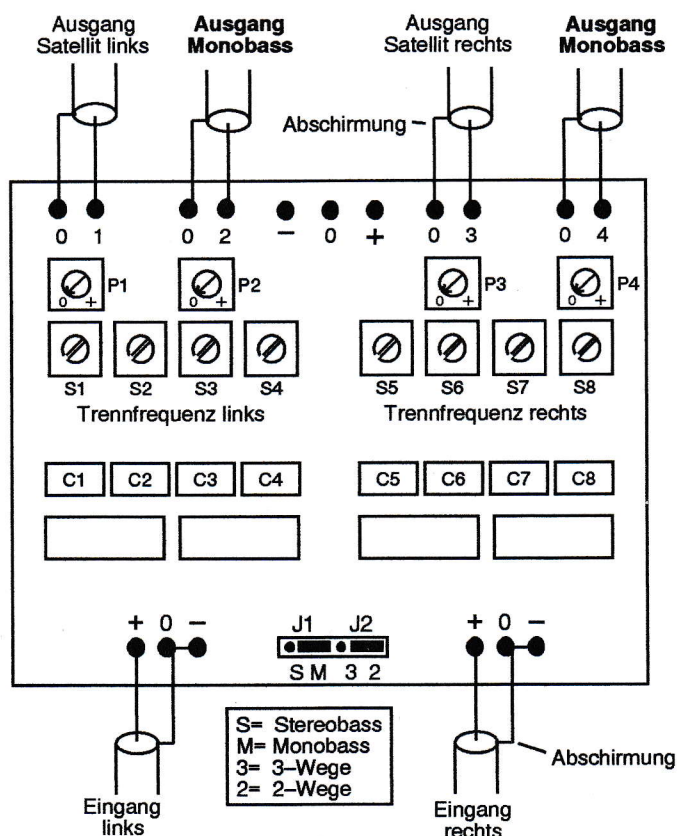 Ausgang
Satellit links
Ausgang
Monobass
Ausgang
Satellit rechts
Ausgang
Monobass
Abschirmung
0 1 0 2 − 0 + 0 3 0 4
0 + P1 0 + P2 0 + P3 0 + P4
S1 S2 S3 S4 S5 S6 S7 S8
Trennfrequenz links Trennfrequenz rechts
C1 C2 C3 C4 C5 C6 C7 C8
+ 0 − J1 J2 + 0 −
S M 3 2
S= Stereobass
M= Monobass
3= 3–Wege
2= 2–Wege
Abschirmung
Eingang
links
Eingang
rechts